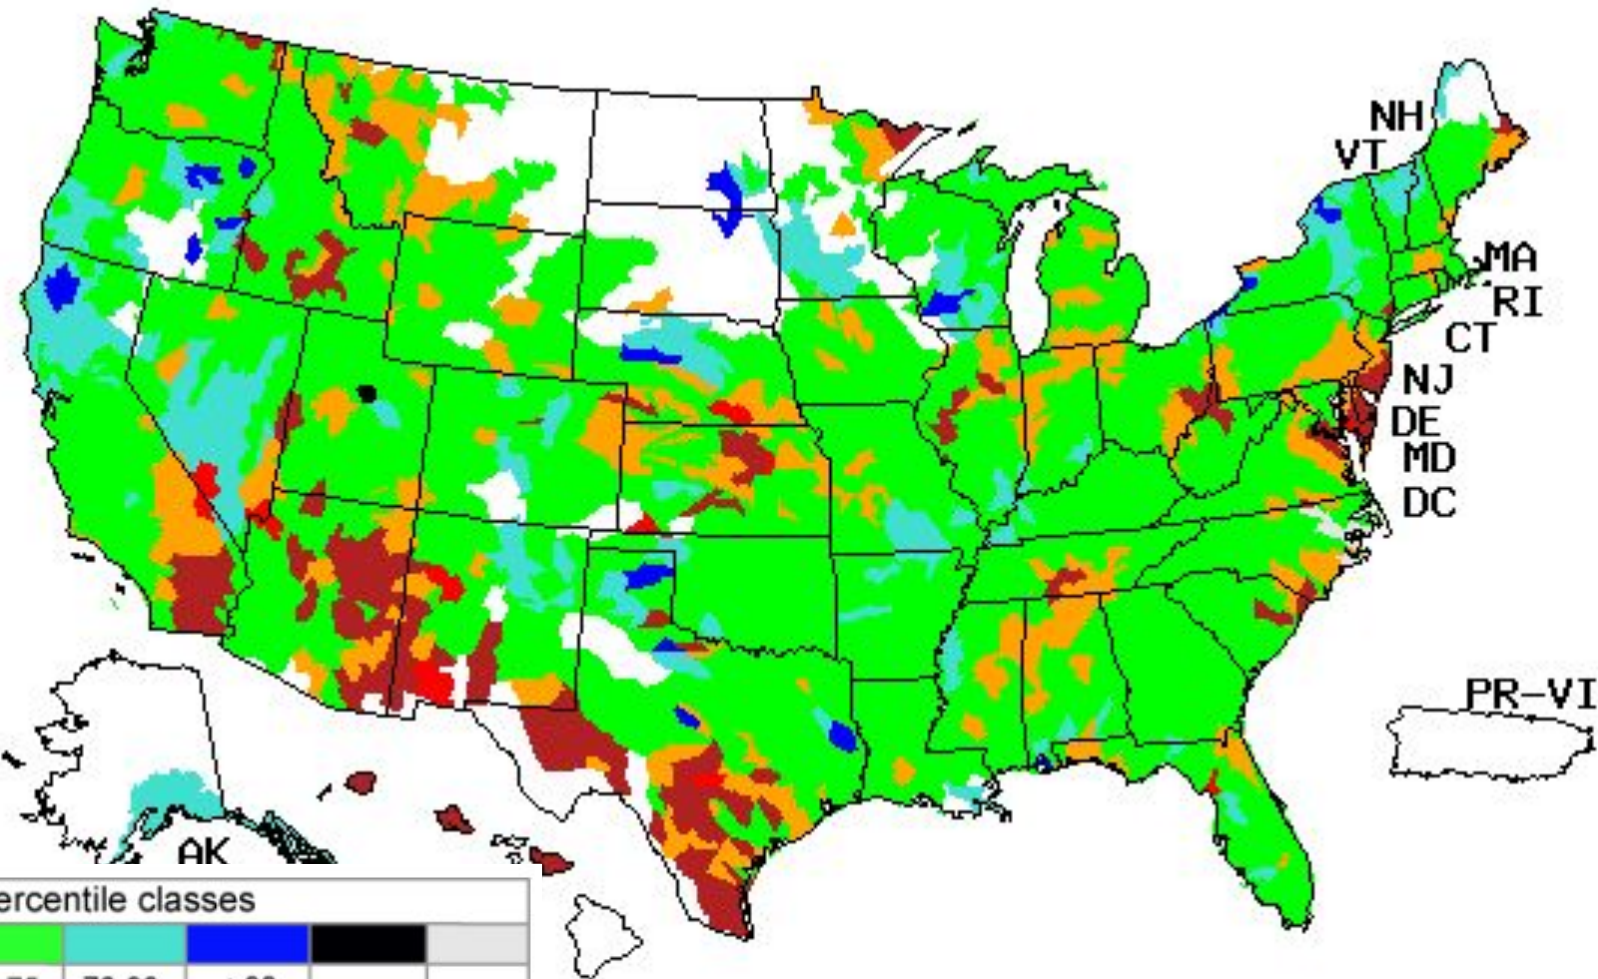 NH
VT
MA
RI
CT
NJ
DE
MD
DC
PR-VI
AK
ercentile classes